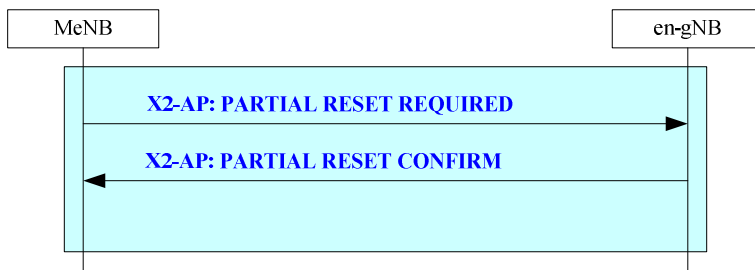 MeNB
en-gNB
X2-AP: PARTIAL RESET REQUIRED
X2-AP: PARTIAL RESET CONFIRM